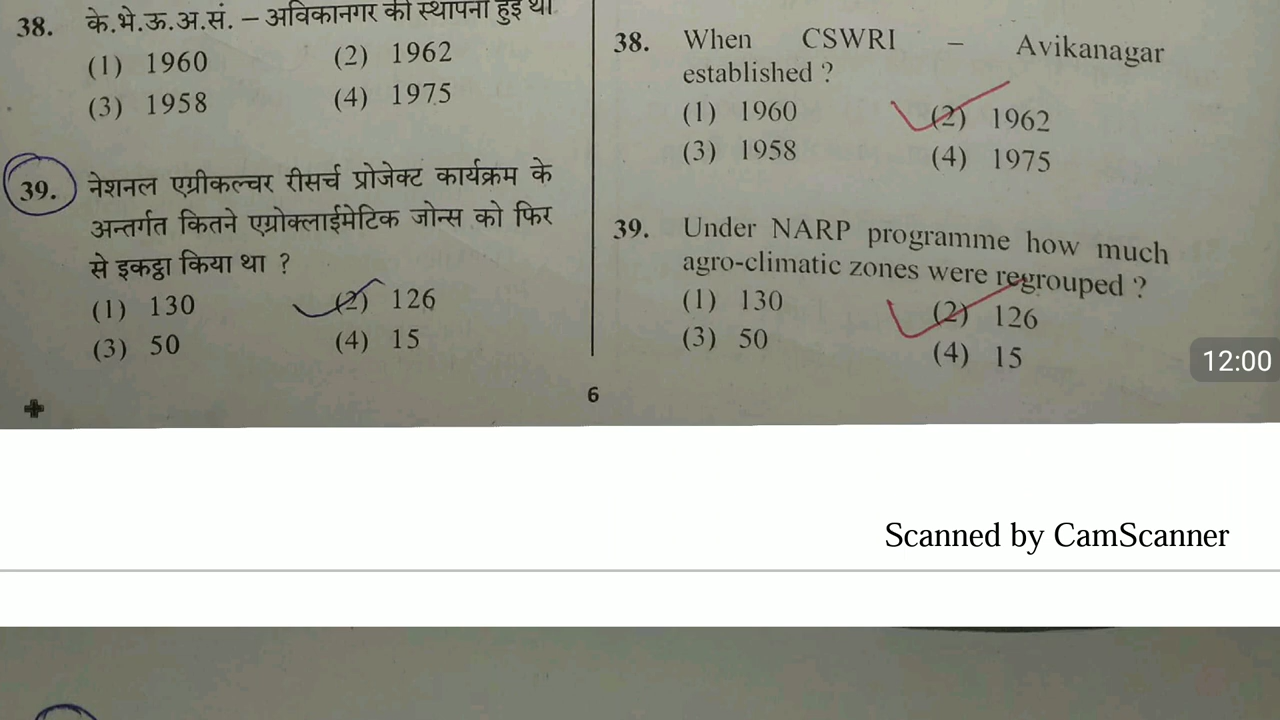 38. के.भे.ऊ.अ.सं. – अविकानगर की स्थापना हुई थी
(1) 1960 (2) 1962
(3) 1958 (4) 1975
39. नेशनल एग्रीकल्चर रीसर्च प्रोजेक्ट कार्यक्रम के
अन्तर्गत कितने एग्रोक्लाईमेटिक जोन्स को फिर
से इकट्ठा किया था ?
(1) 130 (2) 126
(3) 50 (4) 15
38. When CSWRI – Avikanagar
established ?
(1) 1960 (2) 1962
(3) 1958 (4) 1975
39. Under NARP programme how much
agro-climatic zones were regrouped ?
(1) 130 (2) 126
(3) 50 (4) 15
12:00
6
Scanned by CamScanner